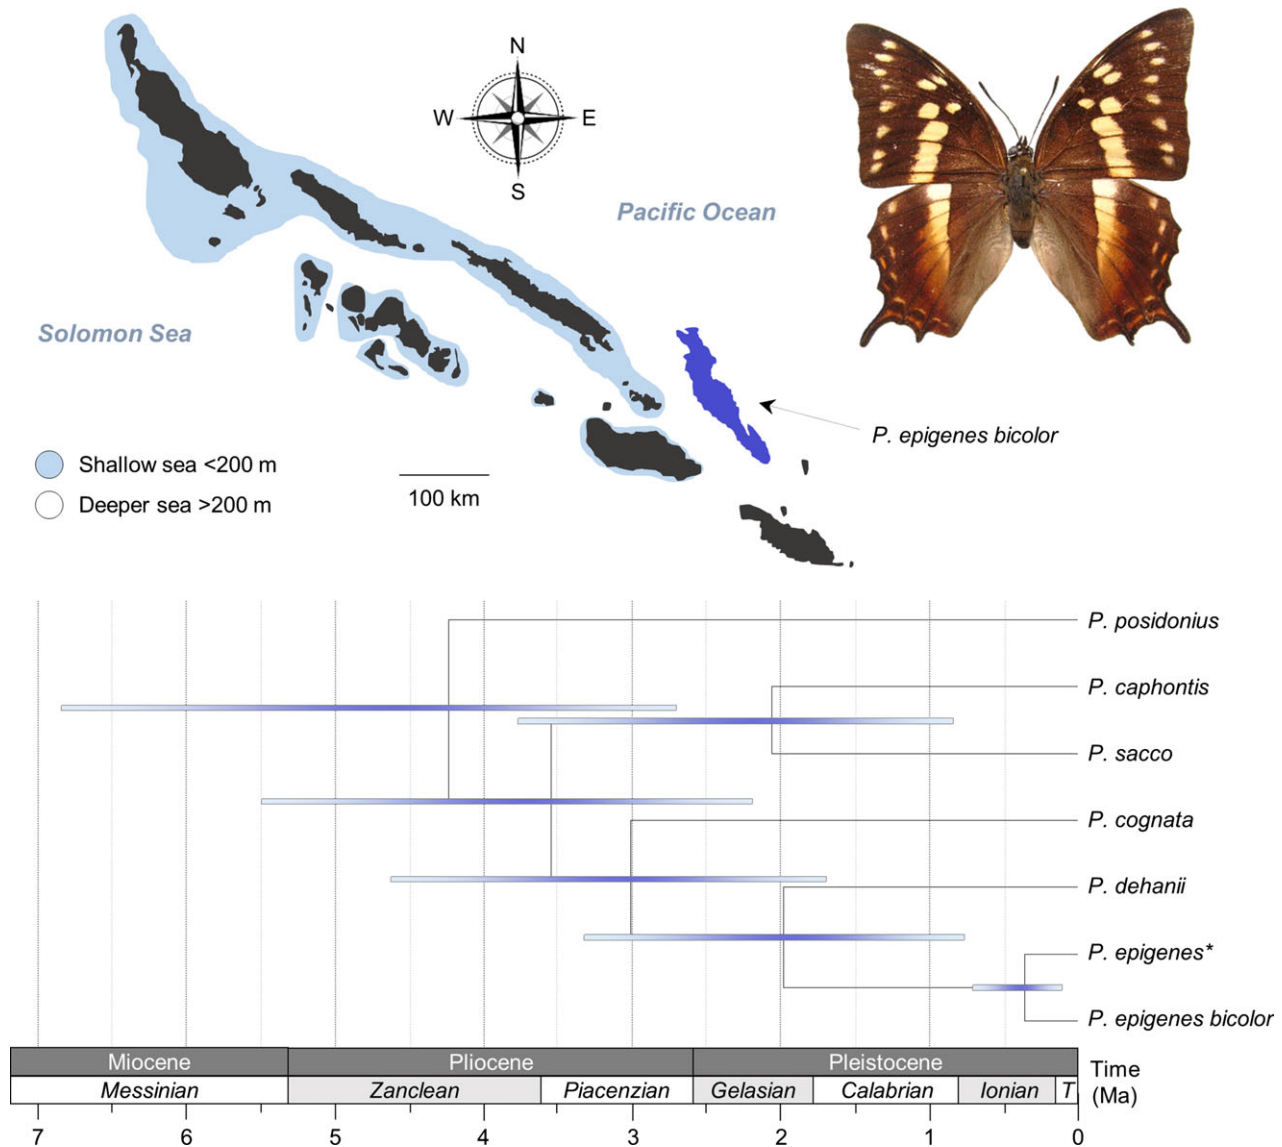 N
W E
S
Pacific Ocean
Solomon Sea
P. epigenes bicolor
Shallow sea <200 m
Deeper sea >200 m
100 km
P. posidonius
P. caphontis
P. sacco
P. cognata
P. dehanii
P. epigenes*
P. epigenes bicolor
Miocene Pliocene Pleistocene Time
Messinian Zanclean Piacenzian Gelasian Calabrian Ionian T (Ma)
7 6 5 4 3 2 1 0